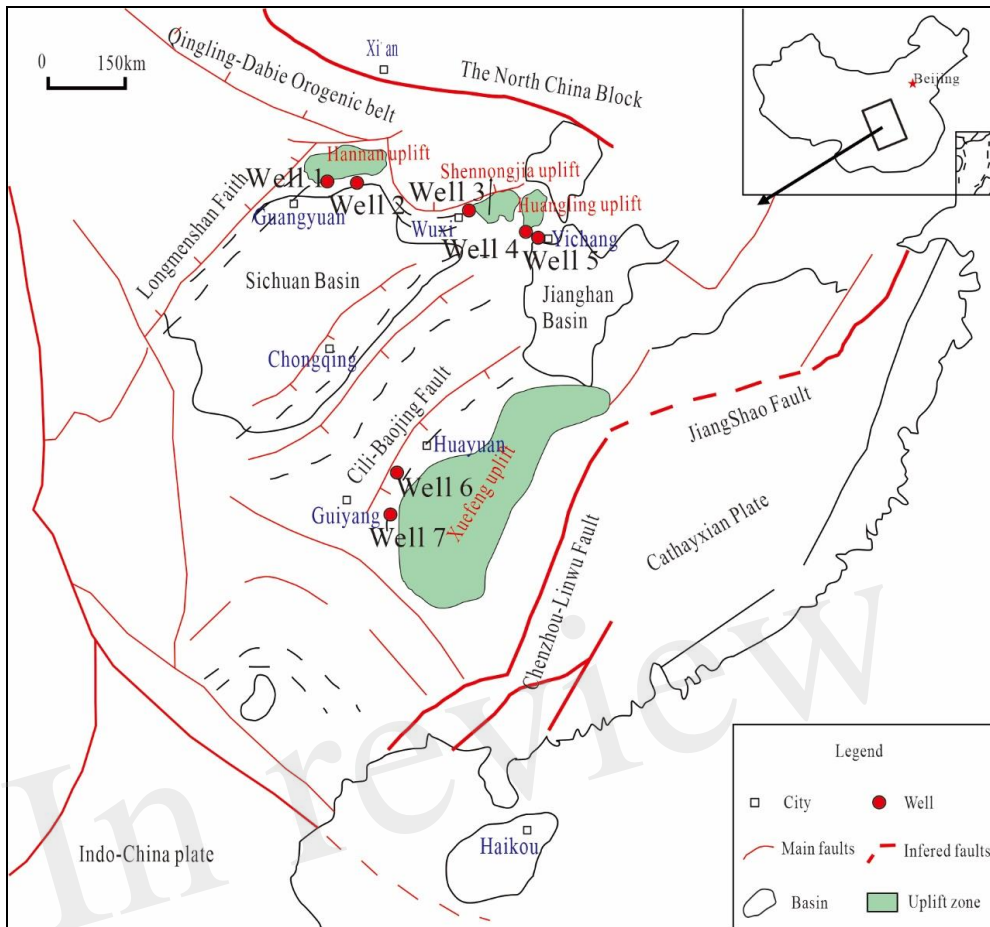 0
150km
Qingling-Dabie Orogenic belt
Xi'an
The North China Block
Beijing
Hannan uplift
Shennongjia uplift
Well 1
Well 2
Well 3
Huangling uplift
Guangyuan
Wuxi
Well 4
Yichang
Well 5
Longmenshan Faith
Sichuan Basin
Jianghan
Basin
Chongqing
Cili-Baojing Fault
JiangShao Fault
Huayuan
Well 6
Xuefeng uplift
Guiyang
Well 7
Cathayxian Plate
Chenzhou-Linwu Fault
In review
Indo-China plate
Haikou
Legend
City
Well
Main faults
Infered faults
Basin
Uplift zone